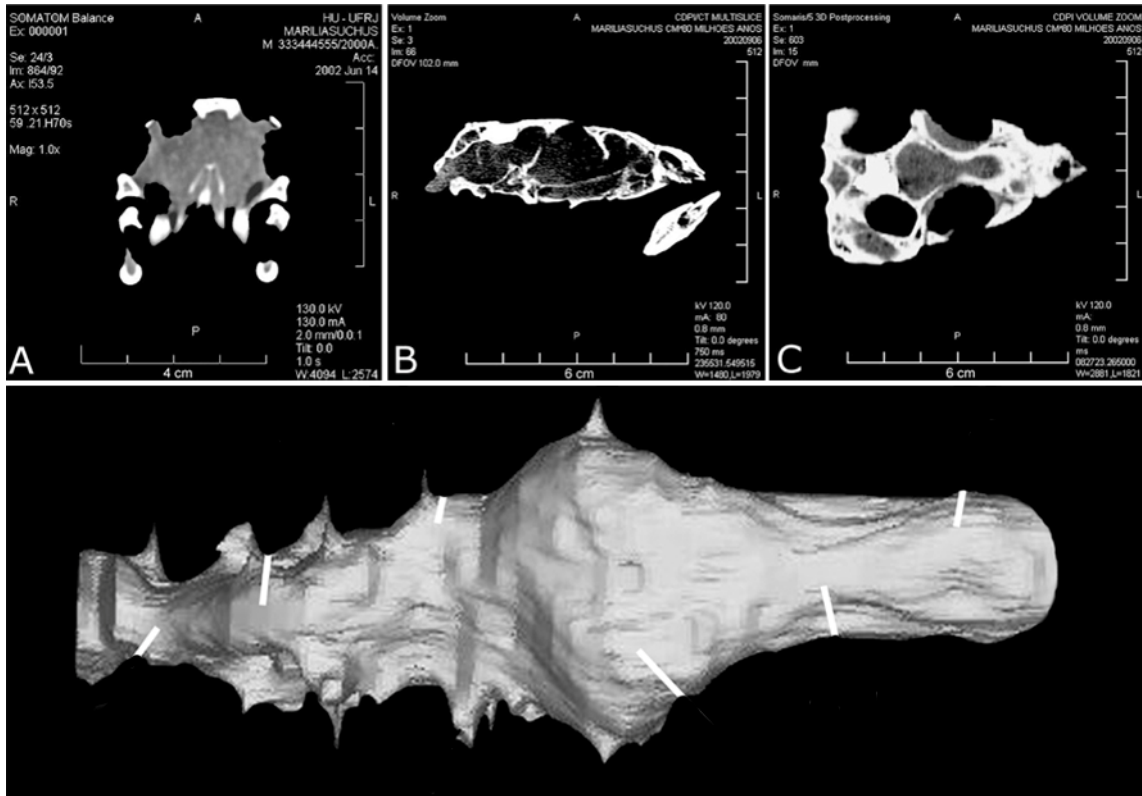 SOMATOM Balance
Ex: 000001
Se: 24/3
Im: 864/92
Ax: I53.5
512 x 512
59 .21 H70s
Mag: 1.0x
A
HU - UFRJ
MARILIASUCHUS
M 333444555/2000A.
Acc:
2002 Jun 14
R
L
P
130.0 kV
130.0 mA
2.0 mm/0.0:1
Tilt: 0.0
1.0 s
W:4094 L:2574
A
4 cm
Volume Zoom
Ex: 1
Se: 3
Im: 66
DFOV 102.0 mm
A
CDPI/CT MULTISLICE
MARILIASUCHUS CM*80 MILHOES ANOS
20020906
512
R
L
P
kV 120.0
mA: 80
0.8 mm
Tilt: 0.0 degrees
750 ms
235531.549515
W=1480,L=1979
B
6 cm
Somaris/5 3D Postprocessing
Ex: 1
Se: 603
Im: 15
DFOV mm
A
CDPI VOLUME ZOOM
MARILIASUCHUS CM*80 MILHOES ANOS
20020906
512
R
L
P
kV 120.0
mA:
0.8 mm
Tilt: 0.0 degrees
ms
082723.265000
W=2881,L=1821
C
6 cm